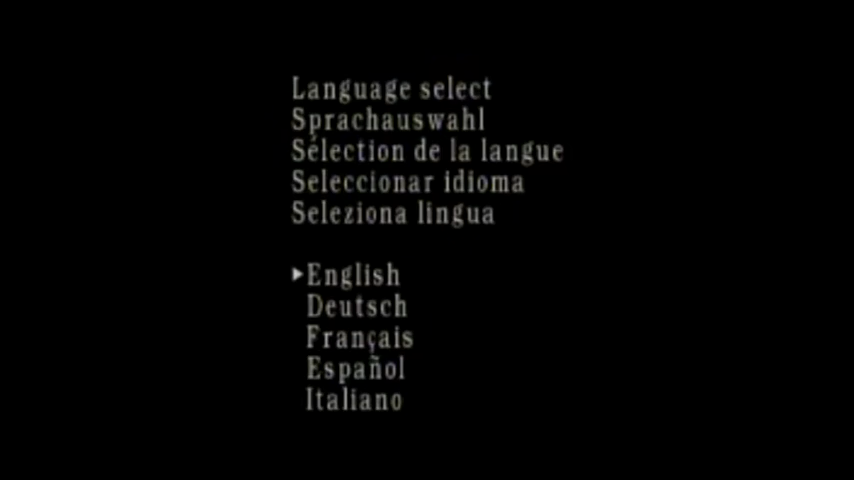 Language select
Sprachauswahl
Sélection de la langue
Seleccionar idioma
Seleziona lingua
▶English
Deutsch
Français
Español
Italiano